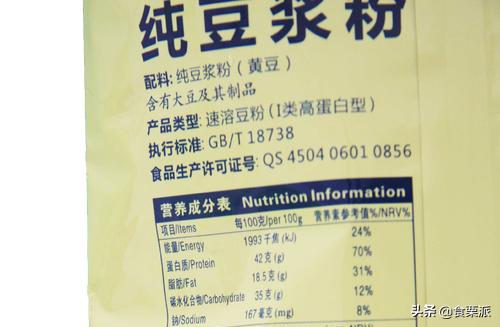 纯豆浆粉
配料: 纯豆浆粉（黄豆）
含有大豆及其制品
产品类型: 速溶豆粉（I类高蛋白型）
执行标准: GB/T 18738
食品生产许可证号: QS 4504 0601 0856
营养成分表 Nutrition Information
项目/Items 每100克/per 100g 营养素参考值%/NRV%
能量/Energy 1993 千焦 (kJ) 24%
蛋白质/Protein 42 克 (g) 70%
脂肪/Fat 18.5 克 (g) 31%
碳水化合物/Carbohydrate 35 克 (g) 12%
钠/Sodium 167 毫克 (mg) 8%
头条 @食栗派